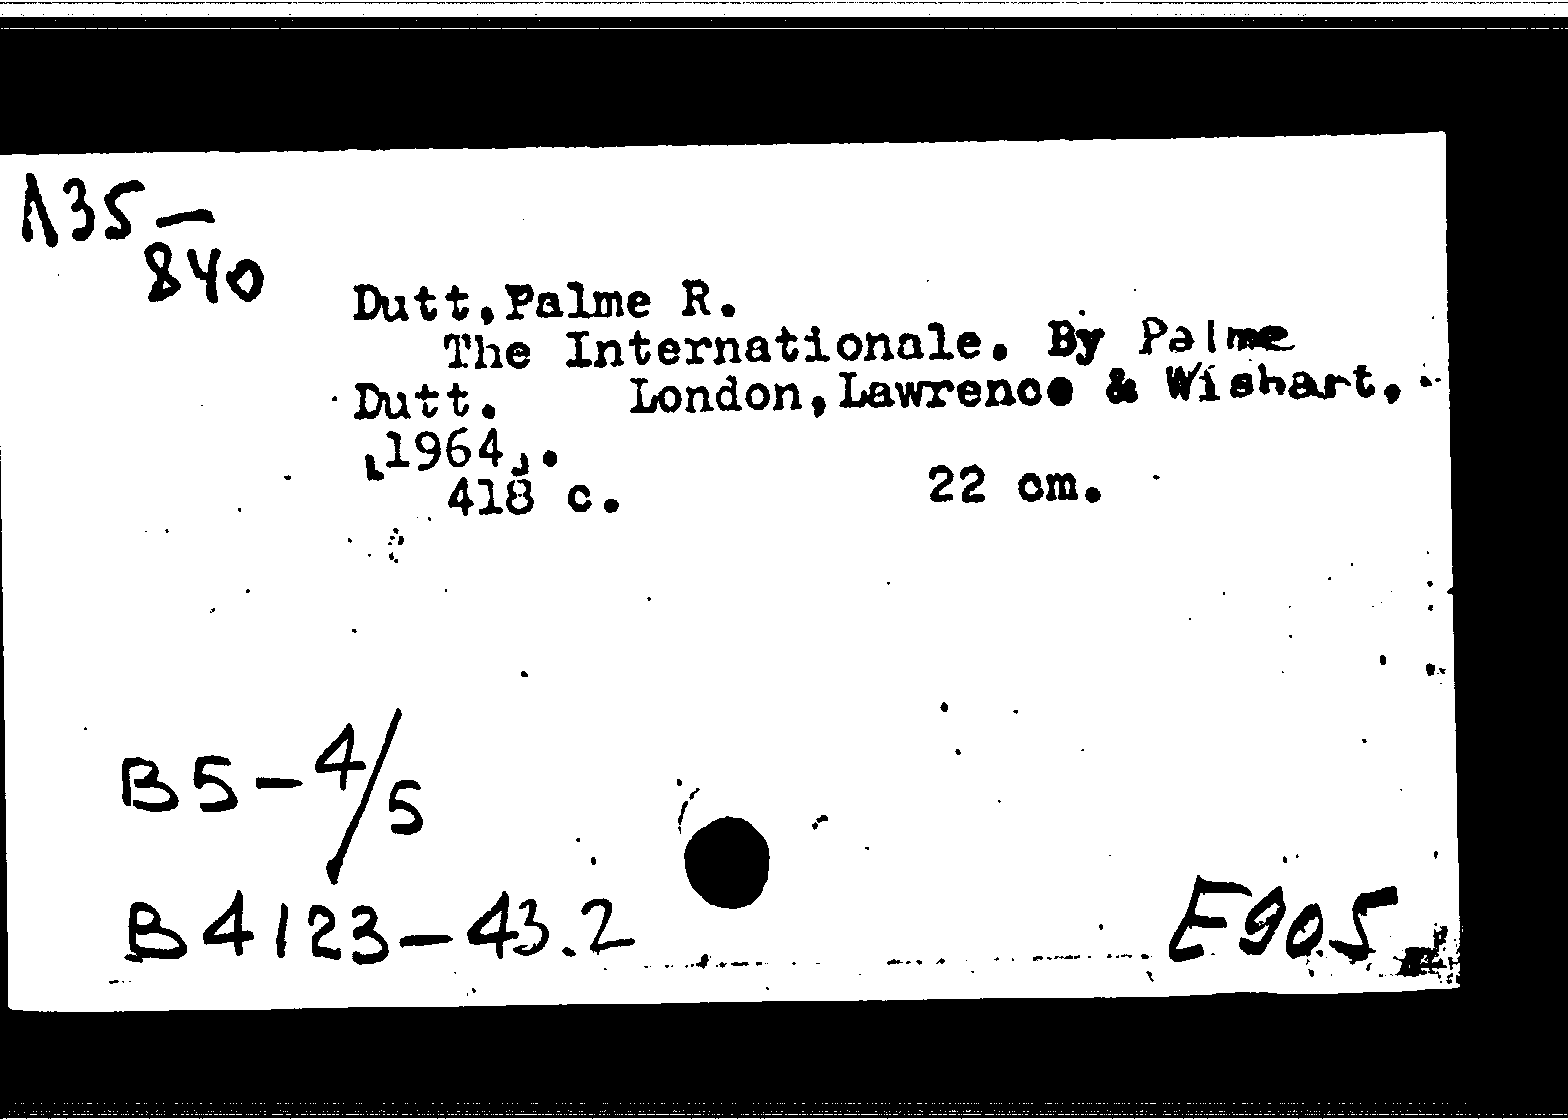 Л35-
840
Dutt,Palme R.
The Internationale. By Palme
Dutt. London,Lawrence & Wishart,
[1964].
418 c. 22 cm.
B5-4/5
B4123-43.2
E905